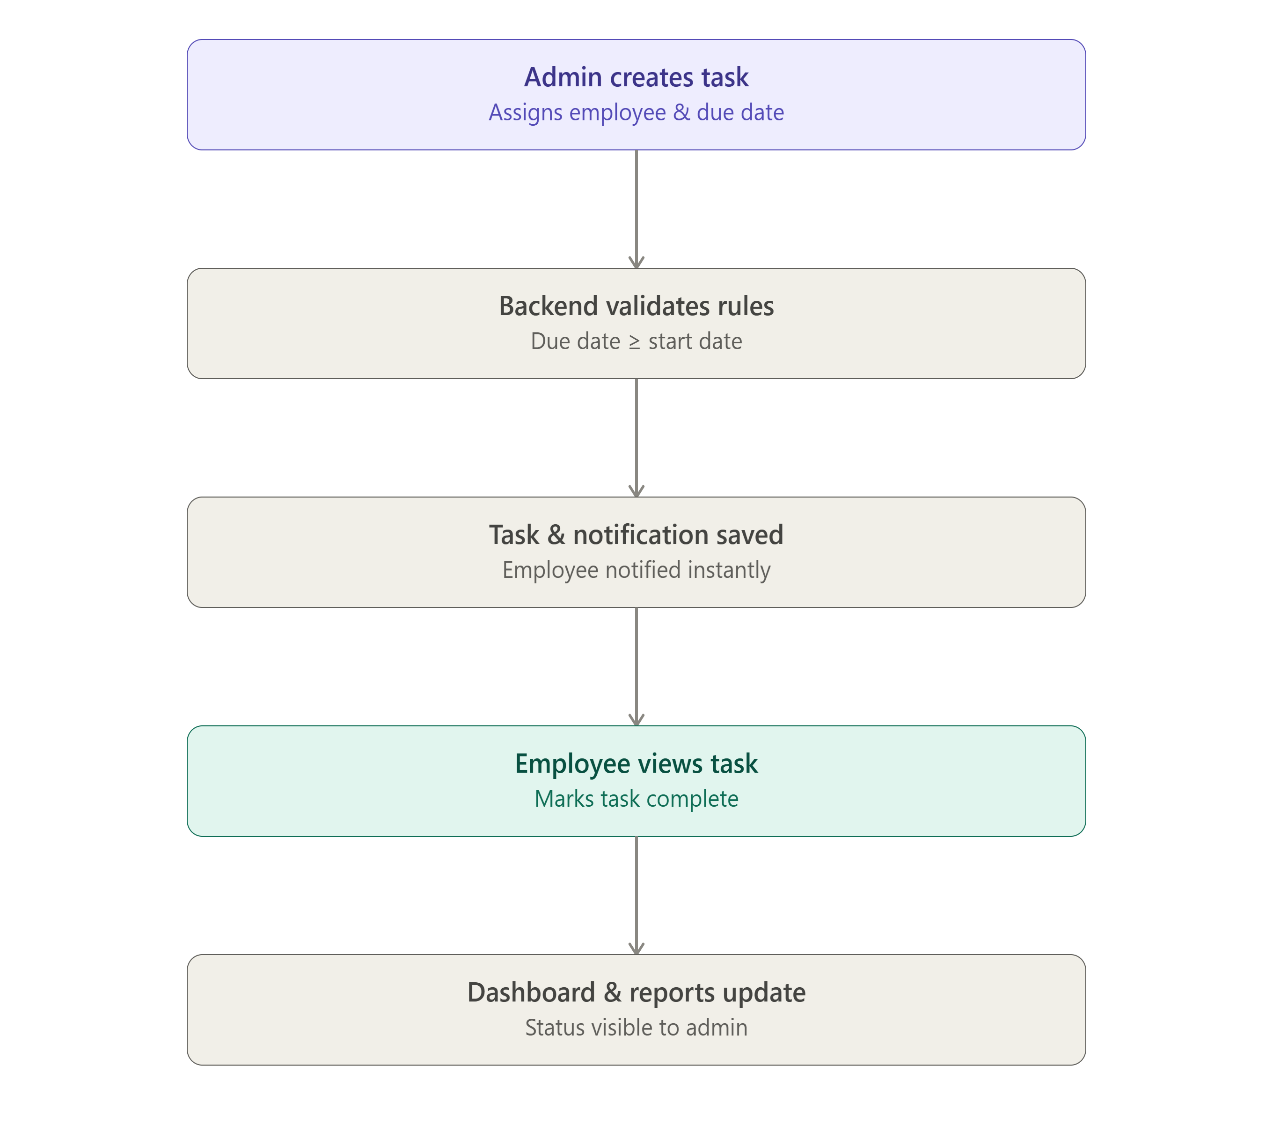 Admin creates task
Assigns employee & due date
Backend validates rules
Due date ≥ start date
Task & notification saved
Employee notified instantly
Employee views task
Marks task complete
Dashboard & reports update
Status visible to admin